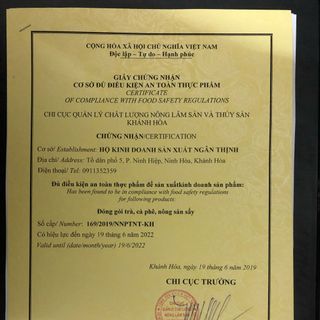 CỘNG HÒA XÃ HỘI CHỦ NGHĨA VIỆT NAM
Độc lập – Tự do – Hạnh phúc
GIẤY CHỨNG NHẬN
CƠ SỞ ĐỦ ĐIỀU KIỆN AN TOÀN THỰC PHẨM
CERTIFICATE
OF COMPLIANCE WITH FOOD SAFETY REGULATIONS
CHI CỤC QUẢN LÝ CHẤT LƯỢNG NÔNG LÂM SẢN VÀ THỦY SẢN
KHÁNH HÒA
CHỨNG NHẬN/CERTIFICATION
Cơ sở/ Establishment: HỘ KINH DOANH SẢN XUẤT NGÂN THỊNH
Địa chỉ/ Address: Tổ dân phố 5, P. Ninh Hiệp, Ninh Hòa, Khánh Hòa
Điện thoại/ Tel: 0911352359
Đủ điều kiện an toàn thực phẩm để sản xuấtkinh doanh sản phẩm:
Has been found to be in compliance with food safety regulations
for following products:
Đóng gói trà, cà phê, nông sản sấy
Số cấp/ Number: 169/2019/NNPTNT-KH
Có hiệu lực đến ngày 19 tháng 6 năm 2022
Valid until (date/month/year) 19/6/2022
Khánh Hòa, ngày 19 tháng 6 năm 2019
CHI CỤC TRƯỞNG